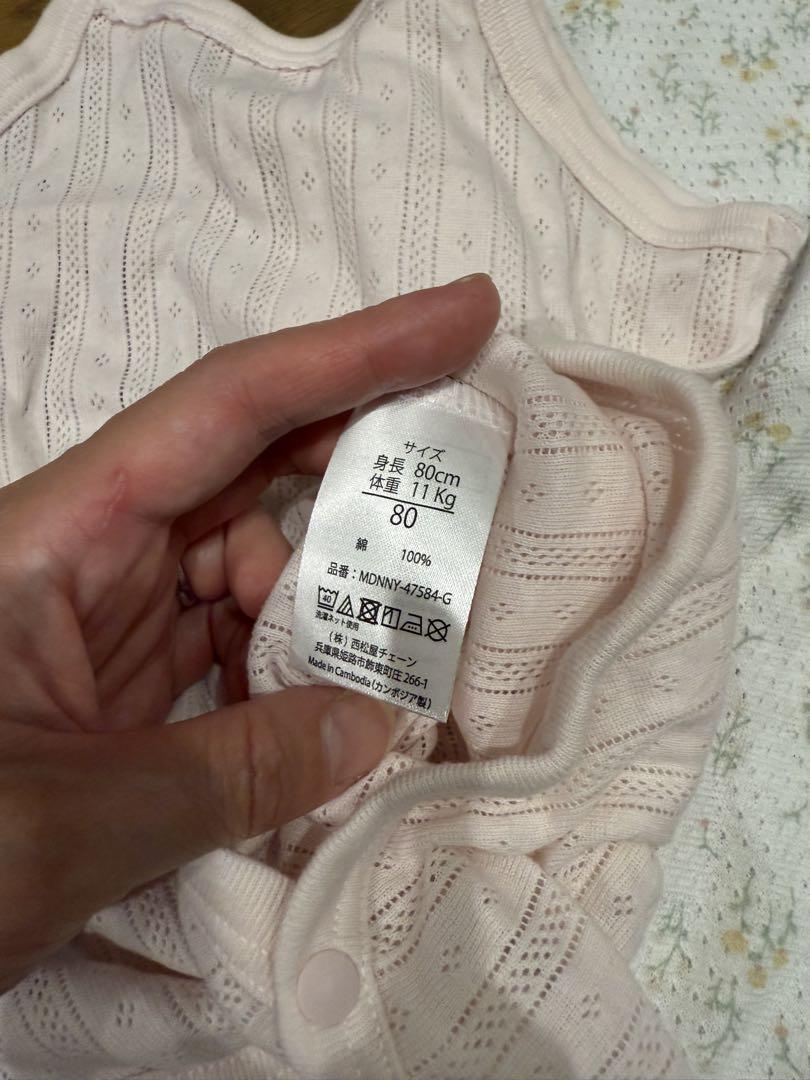 サイズ
身長 80cm
体重 11Kg
80
綿 100%
品番：MDNNY-47584-G
40
洗濯ネット使用
（株）西松屋チェーン
兵庫県姫路市飾東町庄 266-1
Made in Cambodia（カンボジア製）